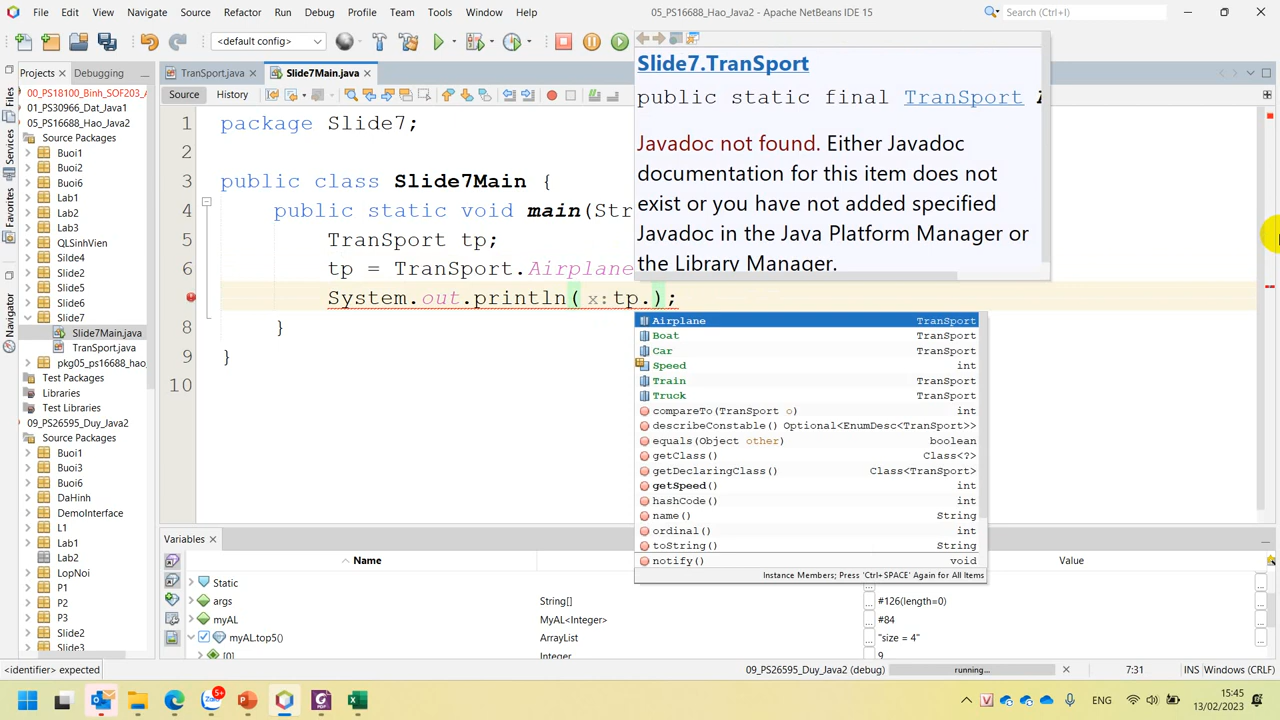 File Edit View Navigate Source Refactor Run Debug Profile Team Tools Window Help
05_PS16688_Hao_Java2 - Apache NetBeans IDE 15
Search (Ctrl+I)
<default config>
Projects
Debugging
TranSport.java
Slide7Main.java
Source
History
Files
Services
Favorites
Navigator
00_PS18100_Binh_SOF203_
01_PS30966_Dat_Java1
05_PS16688_Hao_Java2
Source Packages
Buoi1
Buoi2
Buoi6
Lab1
Lab2
Lab3
QLSinhVien
Slide4
Slide2
Slide5
Slide6
Slide7
Slide7Main.java
TranSport.java
pkg05_ps16688_hao_
Test Packages
Libraries
Test Libraries
09_PS26595_Duy_Java2
Source Packages
Buoi1
Buoi3
Buoi6
DaHinh
DemoInterface
L1
Lab1
Lab2
LopNoi
P1
P2
P3
Slide2
Slide3
1 package Slide7;
2
3 public class Slide7Main {
4 public static void main(Str
5 TranSport tp;
6 tp = TranSport.Airplane
System.out.println( x: tp.);
8 }
9 }
10
Slide7.TranSport
public static final TranSport
Javadoc not found. Either Javadoc
documentation for this item does not
exist or you have not added specified
Javadoc in the Java Platform Manager or
the Library Manager.
Airplane TranSport
Boat TranSport
Car TranSport
Speed int
Train TranSport
Truck TranSport
compareTo(TranSport o) int
describeConstable() Optional<EnumDesc<TranSport>>
equals(Object other) boolean
getClass() Class<?>
getDeclaringClass() Class<TranSport>
getSpeed() int
hashCode() int
name() String
ordinal() int
toString() String
notify() void
Instance Members; Press 'Ctrl+SPACE' Again for All Items
Variables
Name
Value
Static
args String[] ... #126(length=0) ...
myAL MyAL<Integer> ... #84 ...
myAL.top5() ArrayList ... "size = 4" ...
[0] Integer ... 9 ...
<identifier> expected
09_PS26595_Duy_Java2 (debug)
running...
7:31
INS
Windows (CRLF)
5+
Zalo
ENG
15:45
13/02/2023